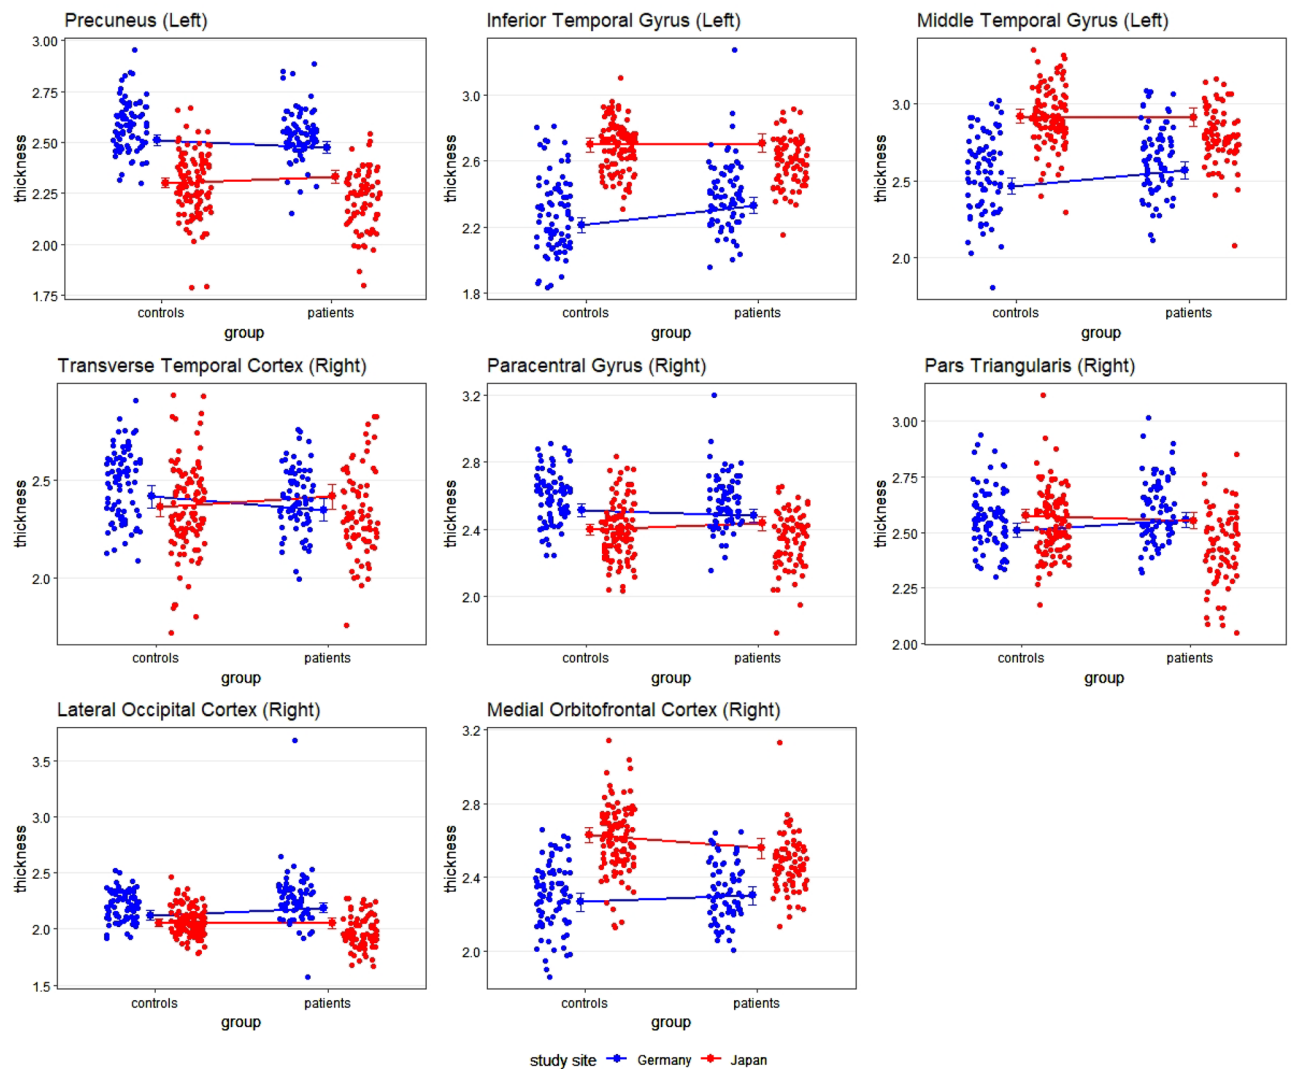 Precuneus (Left)
3.00
2.75
2.50
2.25
2.00
1.75
thickness
controls
patients
group
Inferior Temporal Gyrus (Left)
3.0
2.6
2.2
1.8
thickness
controls
patients
group
Middle Temporal Gyrus (Left)
3.0
2.5
2.0
thickness
controls
patients
group
Transverse Temporal Cortex (Right)
2.5
2.0
thickness
controls
patients
group
Paracentral Gyrus (Right)
3.2
2.8
2.4
2.0
thickness
controls
patients
group
Pars Triangularis (Right)
3.00
2.75
2.50
2.25
2.00
thickness
controls
patients
group
Lateral Occipital Cortex (Right)
3.5
3.0
2.5
2.0
1.5
thickness
controls
patients
group
Medial Orbitofrontal Cortex (Right)
3.2
2.8
2.4
2.0
thickness
controls
patients
group
study site Germany Japan